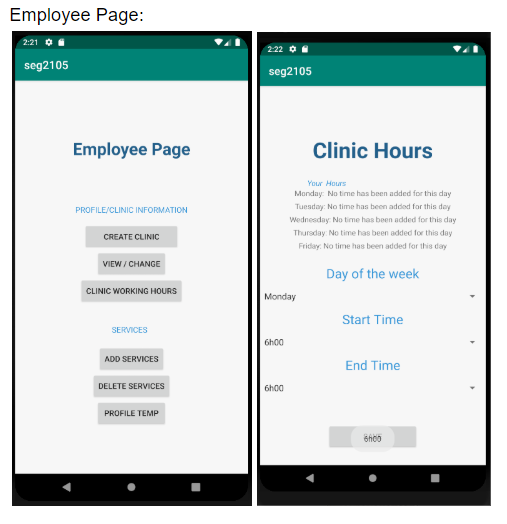 Employee Page:
2:21
seg2105
Employee Page
PROFILE/CLINIC INFORMATION
CREATE CLINIC
VIEW / CHANGE
CLINIC WORKING HOURS
SERVICES
ADD SERVICES
DELETE SERVICES
PROFILE TEMP
2:22
seg2105
Clinic Hours
Your Hours
Monday: No time has been added for this day
Tuesday: No time has been added for this day
Wednesday: No time has been added for this day
Thursday: No time has been added for this day
Friday: No time has been added for this day
Day of the week
Monday
Start Time
6h00
End Time
6h00
6h00